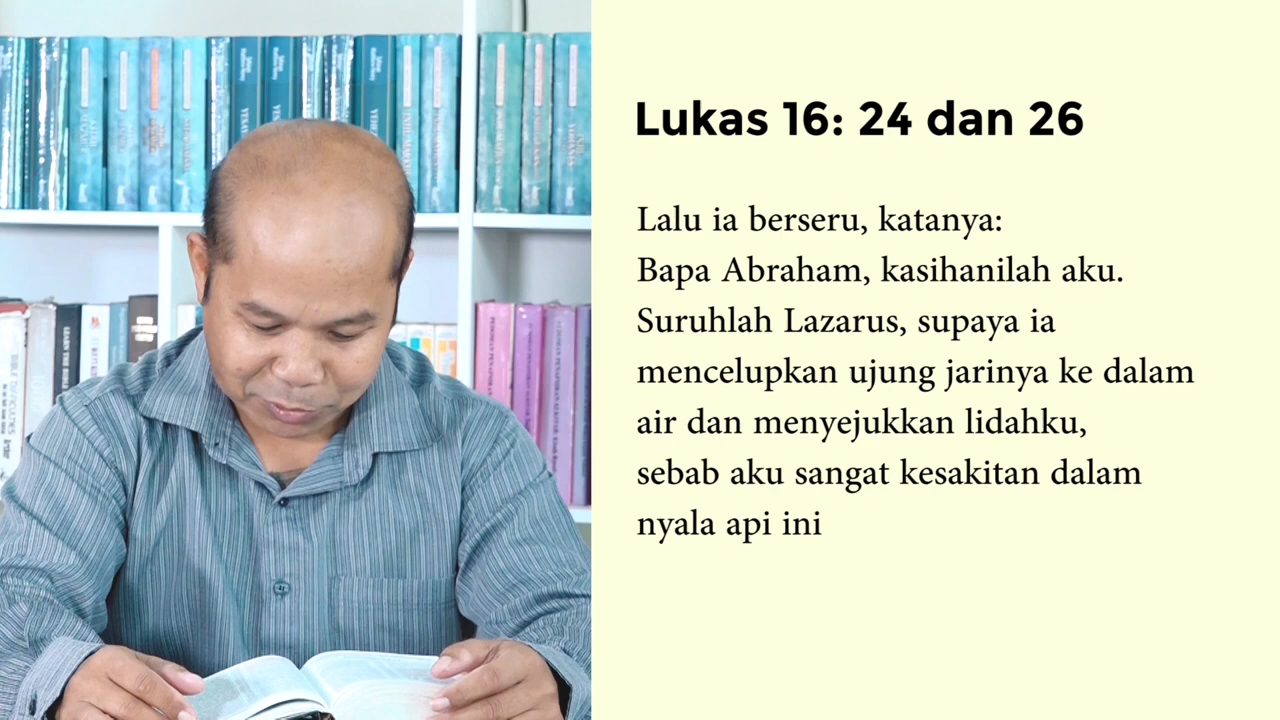 Lukas 16: 24 dan 26
Lalu ia berseru, katanya:
Bapa Abraham, kasihanilah aku.
Suruhlah Lazarus, supaya ia
mencelupkan ujung jarinya ke dalam
air dan menyejukkan lidahku,
sebab aku sangat kesakitan dalam
nyala api ini